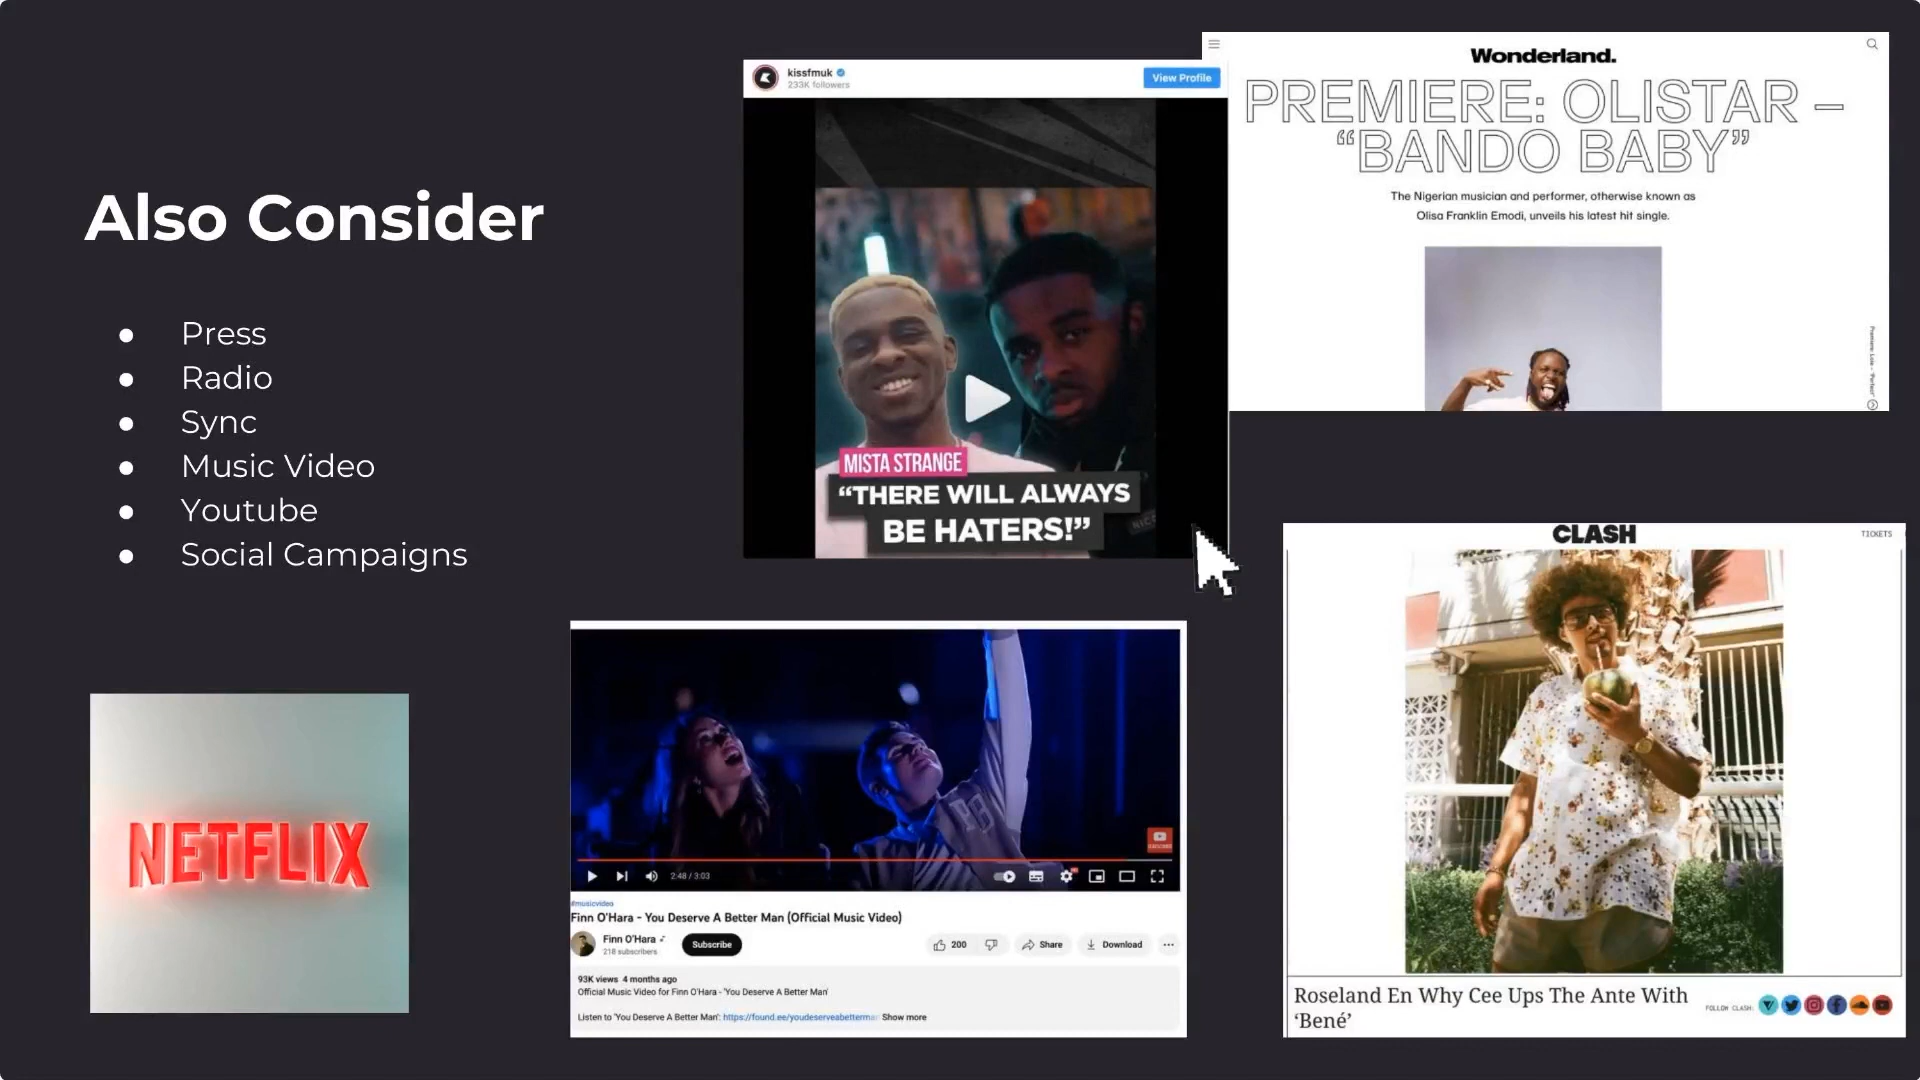 Also Consider
Press
Radio
Sync
Music Video
Youtube
Social Campaigns
NETFLIX
kissfmuk
233K followers
View Profile
MISTA STRANGE
“THERE WILL ALWAYS
BE HATERS!”
Wonderland.
PREMIERE: OLISTAR –
“BANDO BABY”
The Nigerian musician and performer, otherwise known as
Olisa Franklin Emodi, unveils his latest hit single.
2:48 / 3:03
#musicvideo
Finn O'Hara - You Deserve A Better Man (Official Music Video)
Finn O'Hara
218 subscribers
Subscribe
200
Share
Download
93K views 4 months ago
Official Music Video for Finn O'Hara - 'You Deserve A Better Man'
Listen to 'You Deserve A Better Man': https://found.ee/youdeserveabetterma Show more
CLASH
TICKETS
Roseland En Why Cee Ups The Ante With
‘Bené’
FOLLOW CLASH: